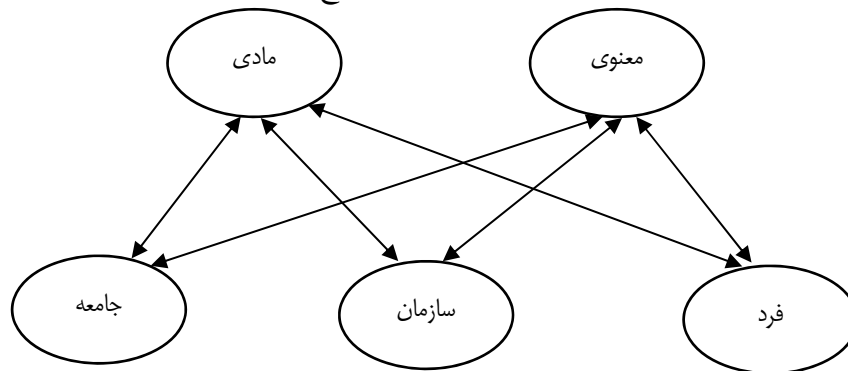 معنوی
مادی
فرد
سازمان
جامعه